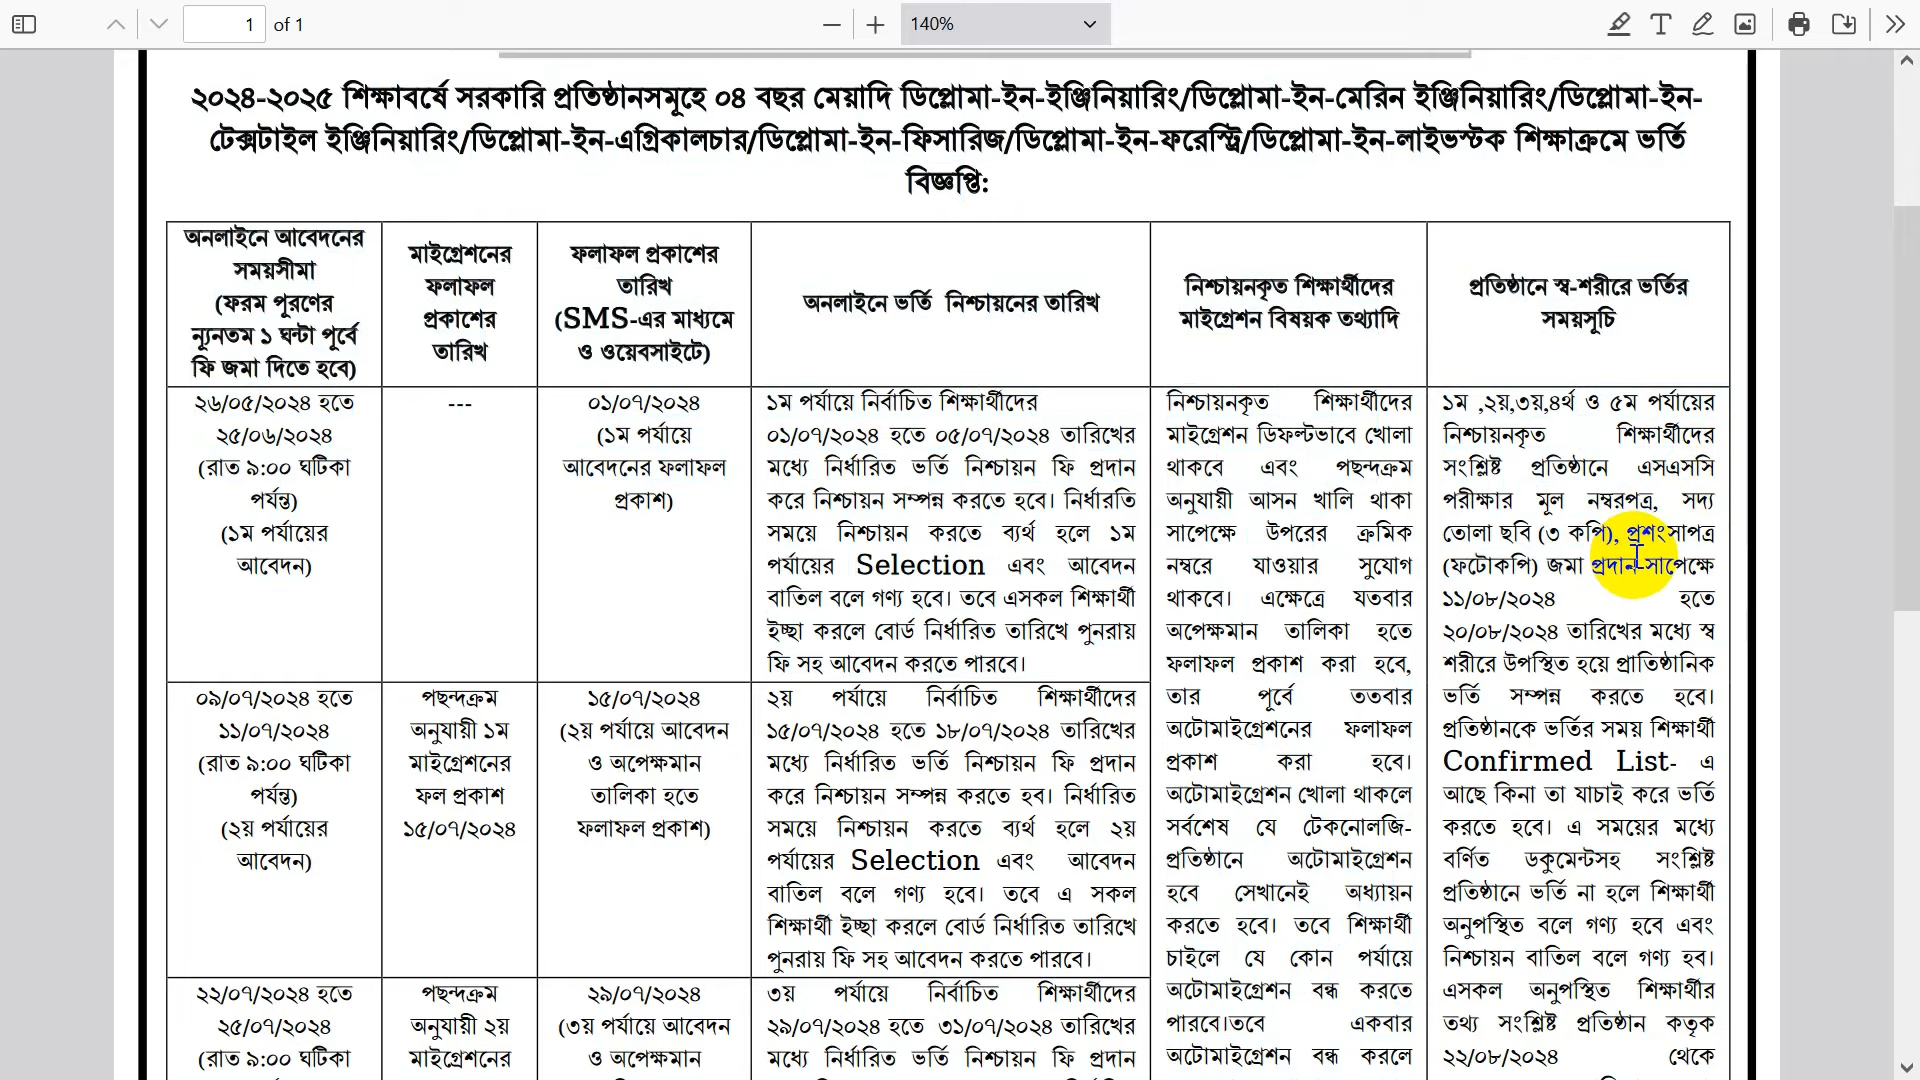 1 of 1 140%
২০২৪-২০২৫ শিক্ষাবর্ষে সরকারি প্রতিষ্ঠানসমূহে ০৪ বছর মেয়াদি ডিপ্লোমা-ইন-ইঞ্জিনিয়ারিং/ডিপ্লোমা-ইন-মেরিন ইঞ্জিনিয়ারিং/ডিপ্লোমা-ইন-
টেক্সটাইল ইঞ্জিনিয়ারিং/ডিপ্লোমা-ইন-এগ্রিকালচার/ডিপ্লোমা-ইন-ফিসারিজ/ডিপ্লোমা-ইন-ফরেস্ট্রি/ডিপ্লোমা-ইন-লাইভস্টক শিক্ষাক্রমে ভর্তি
বিজ্ঞপ্তি:
অনলাইনে আবেদনের
সময়সীমা
(ফরম পূরণের
ন্যূনতম ১ ঘন্টা পূর্বে
ফি জমা দিতে হবে)
মাইগ্রেশনের
ফলাফল
প্রকাশের
তারিখ
ফলাফল প্রকাশের
তারিখ
(SMS-এর মাধ্যমে
ও ওয়েবসাইটে)
অনলাইনে ভর্তি নিশ্চায়নের তারিখ
নিশ্চায়নকৃত শিক্ষার্থীদের
মাইগ্রেশন বিষয়ক তথ্যাদি
প্রতিষ্ঠানে স্ব-শরীরে ভর্তির
সময়সূচি
২৬/০৫/২০২৪ হতে
২৫/০৬/২০২৪
(রাত ৯:০০ ঘটিকা
পর্যন্ত)
(১ম পর্যায়ের
আবেদন)
---
০১/০৭/২০২৪
(১ম পর্যায়ে
আবেদনের ফলাফল
প্রকাশ)
১ম পর্যায়ে নির্বাচিত শিক্ষার্থীদের
০১/০৭/২০২৪ হতে ০৫/০৭/২০২৪ তারিখের
মধ্যে নির্ধারিত ভর্তি নিশ্চায়ন ফি প্রদান
করে নিশ্চায়ন সম্পন্ন করতে হবে। নির্ধারতি
সময়ে নিশ্চায়ন করতে ব্যর্থ হলে ১ম
পর্যায়ের Selection এবং আবেদন
বাতিল বলে গণ্য হবে। তবে এসকল শিক্ষার্থী
ইচ্ছা করলে বোর্ড নির্ধারিত তারিখে পুনরায়
ফি সহ আবেদন করতে পারবে।
নিশ্চায়নকৃত শিক্ষার্থীদের
মাইগ্রেশন ডিফল্টভাবে খোলা
থাকবে এবং পছন্দক্রম
অনুযায়ী আসন খালি থাকা
সাপেক্ষে উপরের ক্রমিক
নম্বরে যাওয়ার সুযোগ
থাকবে। এক্ষেত্রে যতবার
অপেক্ষমান তালিকা হতে
ফলাফল প্রকাশ করা হবে,
তার পূর্বে ততবার
অটোমাইগ্রেশনের ফলাফল
প্রকাশ করা হবে।
অটোমাইগ্রেশন খোলা থাকলে
সর্বশেষ যে টেকনোলজি-
প্রতিষ্ঠানে অটোমাইগ্রেশন
হবে সেখানেই অধ্যায়ন
করতে হবে। তবে শিক্ষার্থী
চাইলে যে কোন পর্যায়ে
অটোমাইগ্রেশন বন্ধ করতে
পারবে।তবে একবার
অটোমাইগ্রেশন বন্ধ করলে
১ম ,২য়,৩য়,৪র্থ ও ৫ম পর্যায়ের
নিশ্চায়নকৃত শিক্ষার্থীদের
সংশ্লিষ্ট প্রতিষ্ঠানে এসএসসি
পরীক্ষার মূল নম্বরপত্র, সদ্য
তোলা ছবি (৩ কপি), প্রশংসাপত্র
(ফটোকপি) জমা প্রদান সাপেক্ষে
১১/০৮/২০২৪ হতে
২০/০৮/২০২৪ তারিখের মধ্যে স্ব
শরীরে উপস্থিত হয়ে প্রাতিষ্ঠানিক
ভর্তি সম্পন্ন করতে হবে।
প্রতিষ্ঠানকে ভর্তির সময় শিক্ষার্থী
Confirmed List- এ
আছে কিনা তা যাচাই করে ভর্তি
করতে হবে। এ সময়ের মধ্যে
বর্ণিত ডকুমেন্টসহ সংশ্লিষ্ট
প্রতিষ্ঠানে ভর্তি না হলে শিক্ষার্থী
অনুপস্থিত বলে গণ্য হবে এবং
নিশ্চায়ন বাতিল বলে গণ্য হব।
এসকল অনুপস্থিত শিক্ষার্থীর
তথ্য সংশ্লিষ্ট প্রতিষ্ঠান কতৃক
২২/০৮/২০২৪ থেকে
০৯/০৭/২০২৪ হতে
১১/০৭/২০২৪
(রাত ৯:০০ ঘটিকা
পর্যন্ত)
(২য় পর্যায়ের
আবেদন)
পছন্দক্রম
অনুযায়ী ১ম
মাইগ্রেশনের
ফল প্রকাশ
১৫/০৭/২০২৪
১৫/০৭/২০২৪
(২য় পর্যায়ে আবেদন
ও অপেক্ষমান
তালিকা হতে
ফলাফল প্রকাশ)
২য় পর্যায়ে নির্বাচিত শিক্ষার্থীদের
১৫/০৭/২০২৪ হতে ১৮/০৭/২০২৪ তারিখের
মধ্যে নির্ধারিত ভর্তি নিশ্চায়ন ফি প্রদান
করে নিশ্চায়ন সম্পন্ন করতে হব। নির্ধারিত
সময়ে নিশ্চায়ন করতে ব্যর্থ হলে ২য়
পর্যায়ের Selection এবং আবেদন
বাতিল বলে গণ্য হবে। তবে এ সকল
শিক্ষার্থী ইচ্ছা করলে বোর্ড নির্ধারিত তারিখে
পুনরায় ফি সহ আবেদন করতে পারবে।
২২/০৭/২০২৪ হতে
২৫/০৭/২০২৪
(রাত ৯:০০ ঘটিকা
পছন্দক্রম
অনুযায়ী ২য়
মাইগ্রেশনের
২৯/০৭/২০২৪
(৩য় পর্যায়ে আবেদন
ও অপেক্ষমান
৩য় পর্যায়ে নির্বাচিত শিক্ষার্থীদের
২৯/০৭/২০২৪ হতে ৩১/০৭/২০২৪ তারিখের
মধ্যে নির্ধারিত ভর্তি নিশ্চায়ন ফি প্রদান